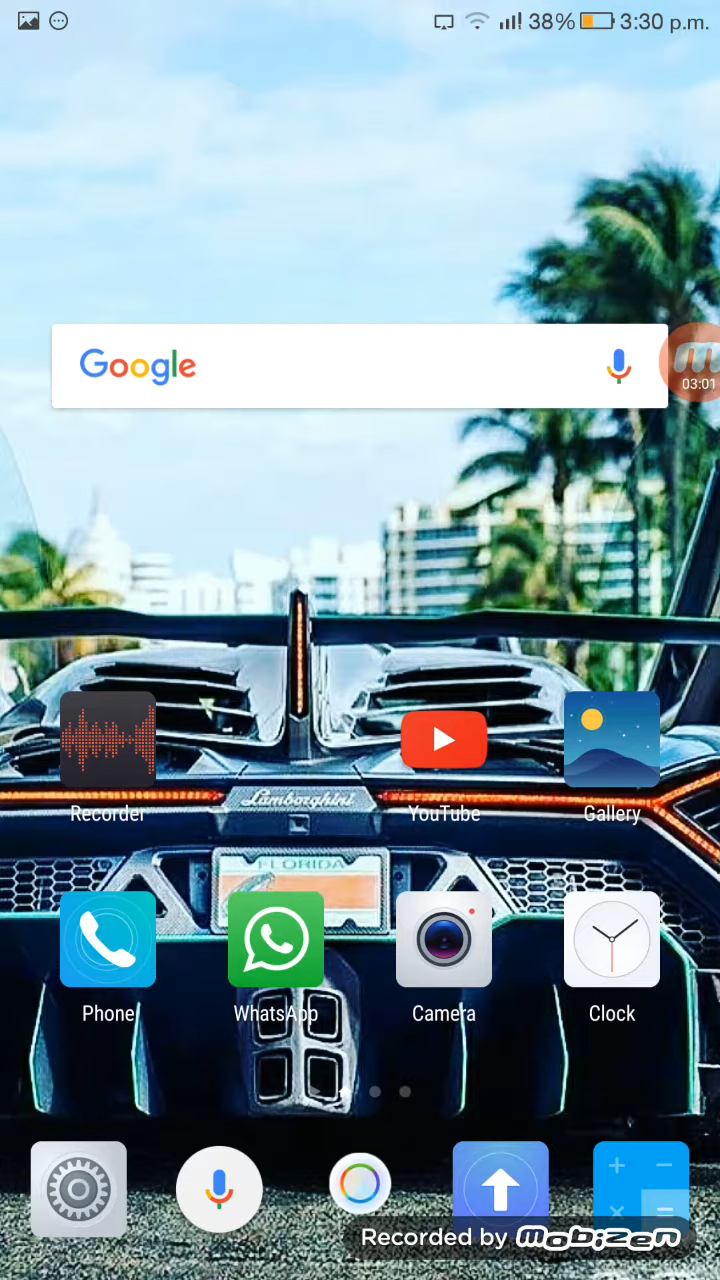 38% 3:30 p.m.
Google
03:01
Recorder
YouTube
Gallery
Lamborghini
FLORIDA
Phone
WhatsApp
Camera
Clock
Recorded by mobizen